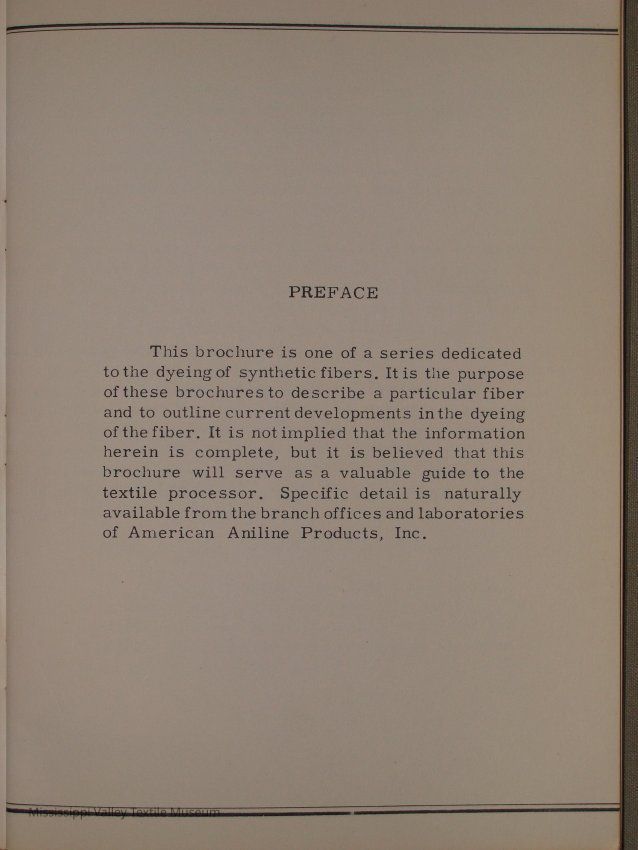 PREFACE
This brochure is one of a series dedicated
to the dyeing of synthetic fibers. It is the purpose
of these brochures to describe a particular fiber
and to outline current developments in the dyeing
of the fiber. It is not implied that the information
herein is complete, but it is believed that this
brochure will serve as a valuable guide to the
textile processor. Specific detail is naturally
available from the branch offices and laboratories
of American Aniline Products, Inc.
Mississippi Valley Textile Museum